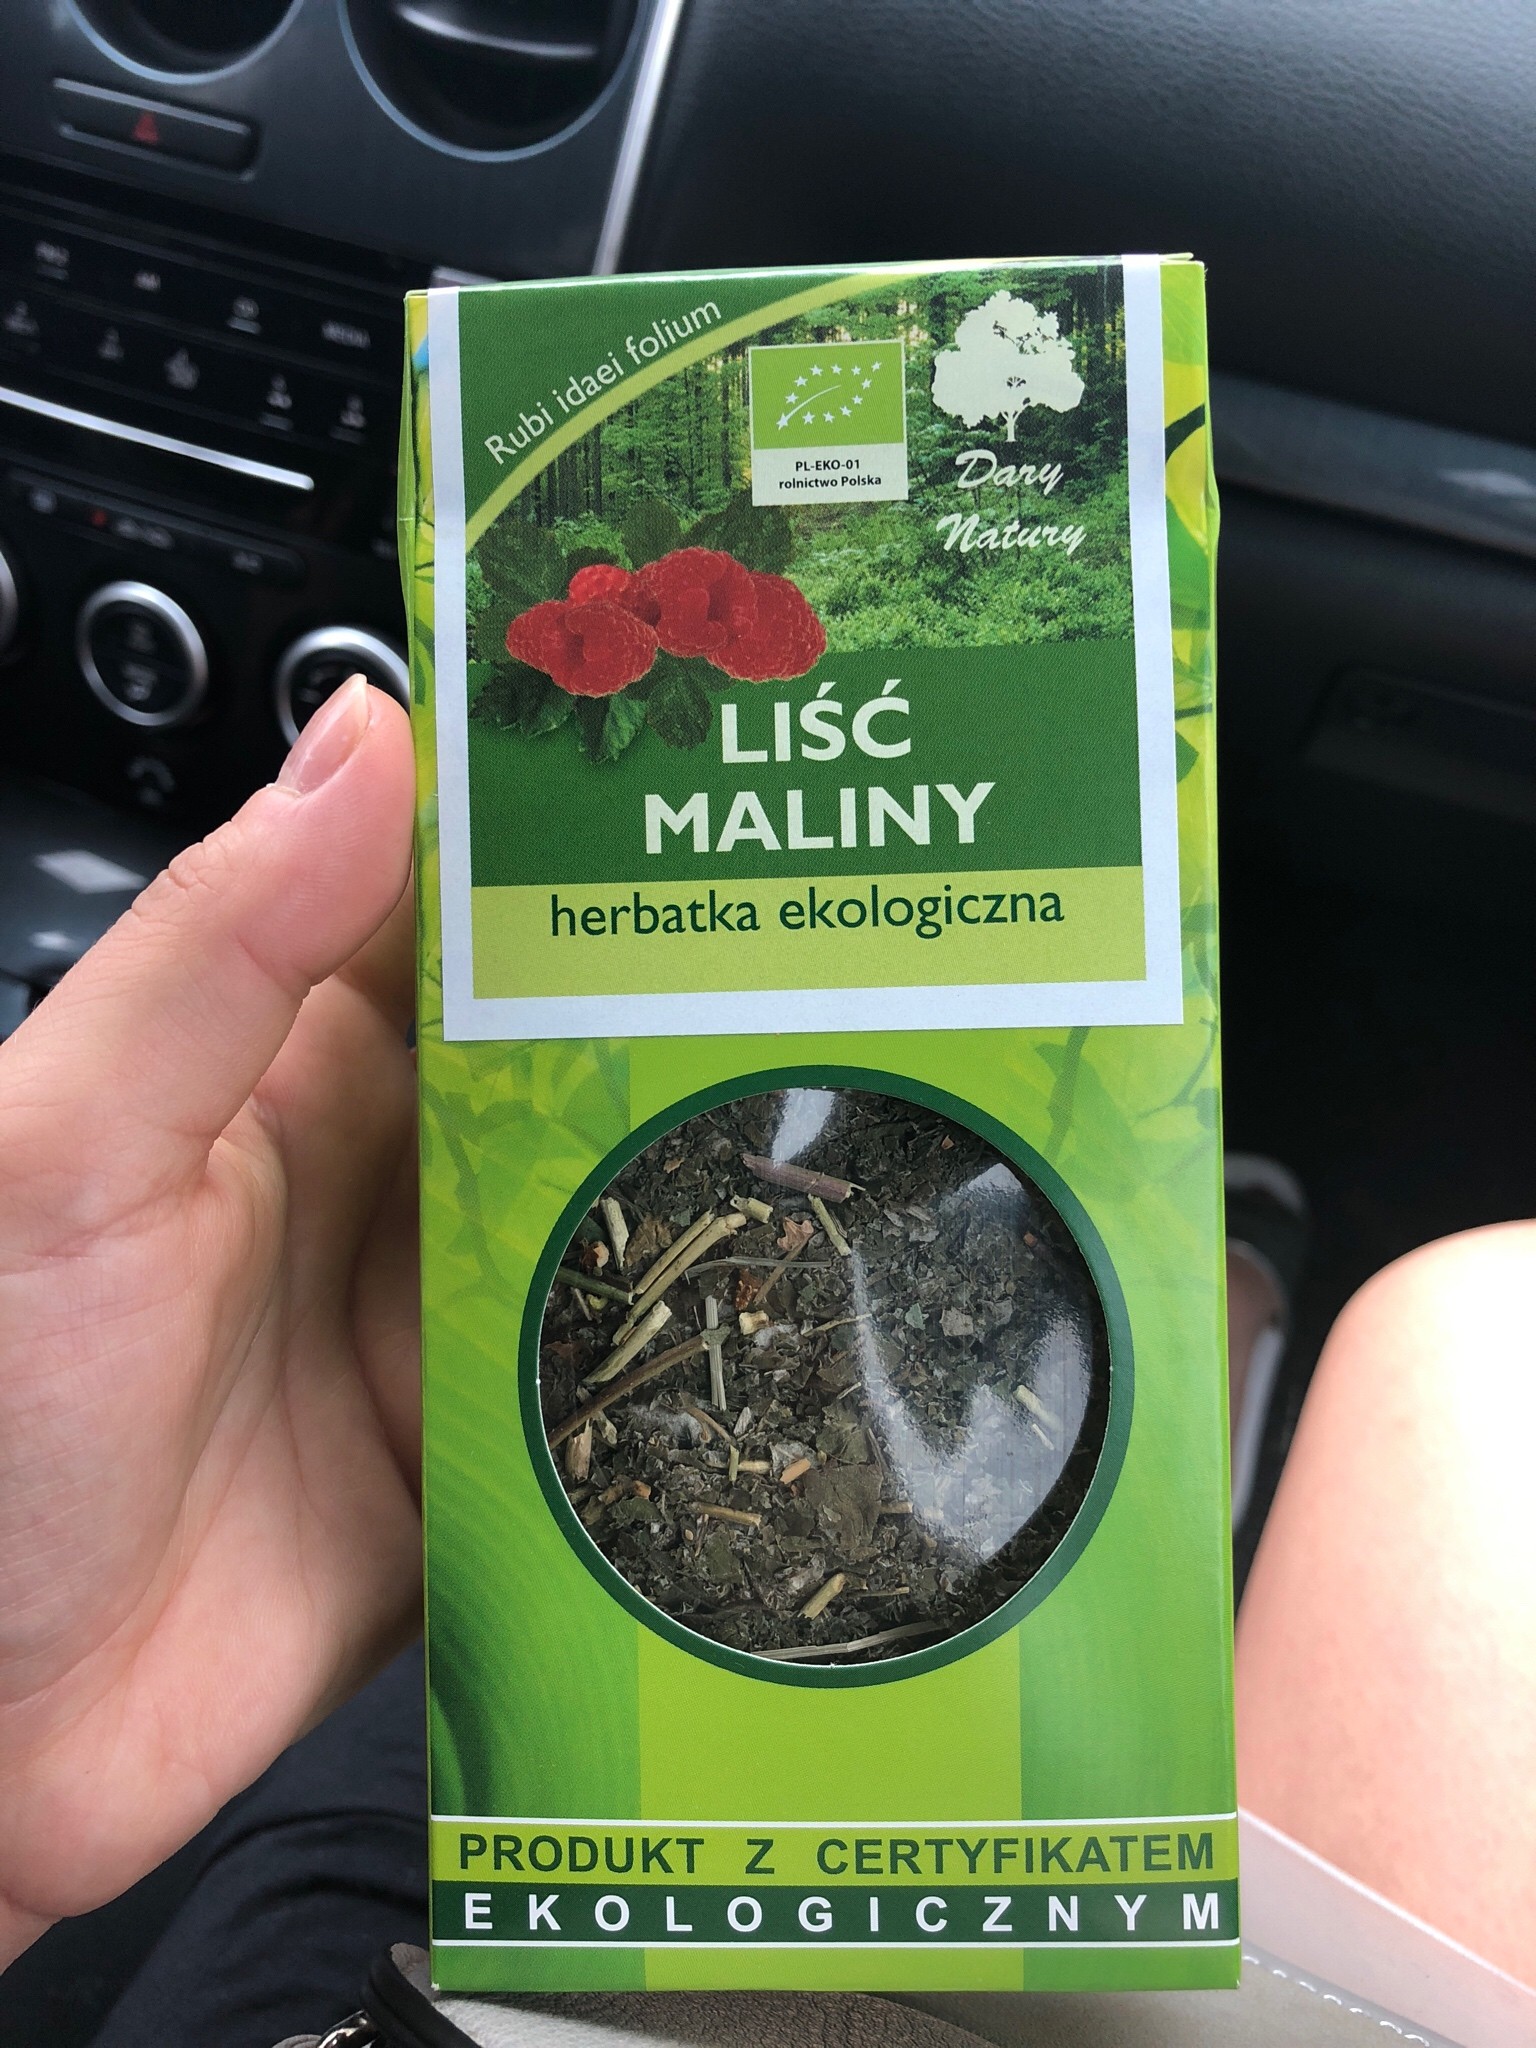 Rubi idaei folium
PL-EKO-01
rolnictwo Polska
Dary
Natury
LIŚĆ
MALINY
herbatka ekologiczna
PRODUKT Z CERTYFIKATEM
EKOLOGICZNYM